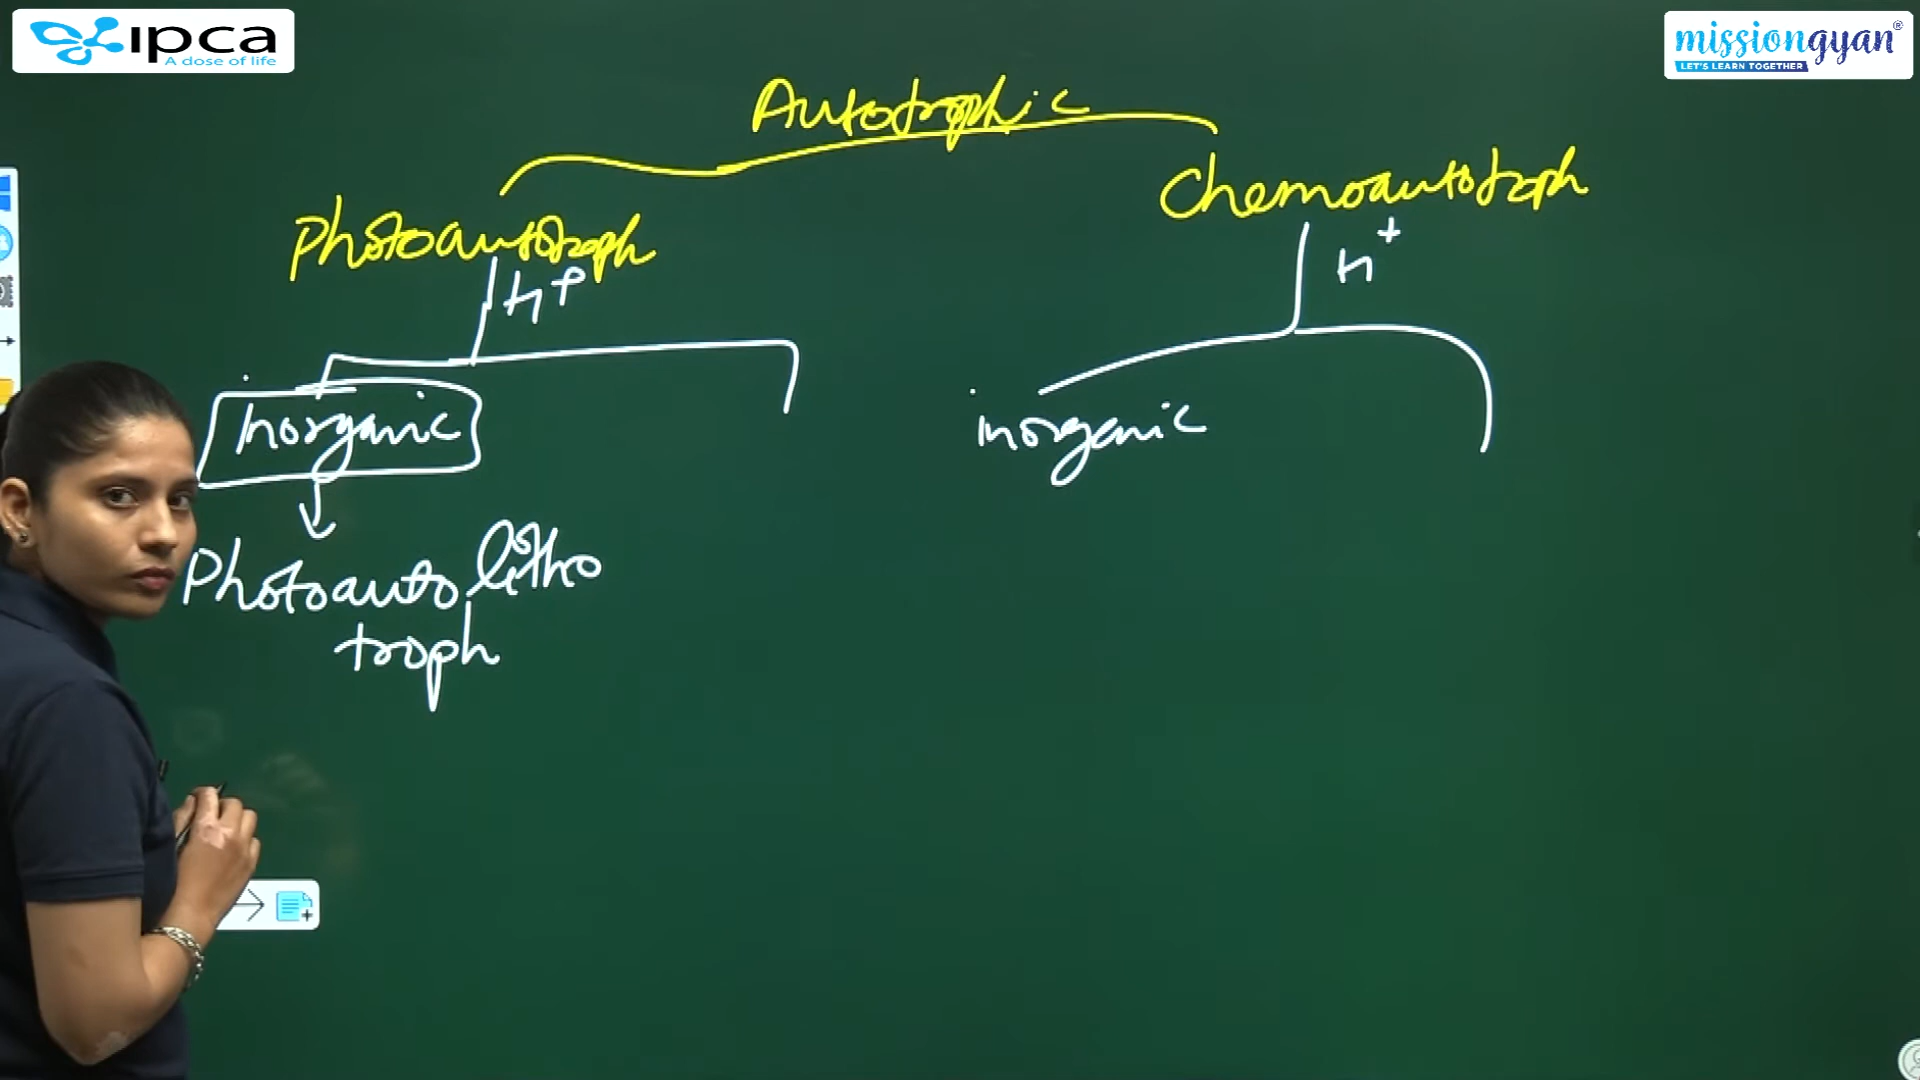 ipca
A dose of life
missiongyan®
LET'S LEARN TOGETHER
Autotrophic
Photoautotroph
Chemoautotroph
H+
H+
inorganic
inorganic
Photoautolitho
troph